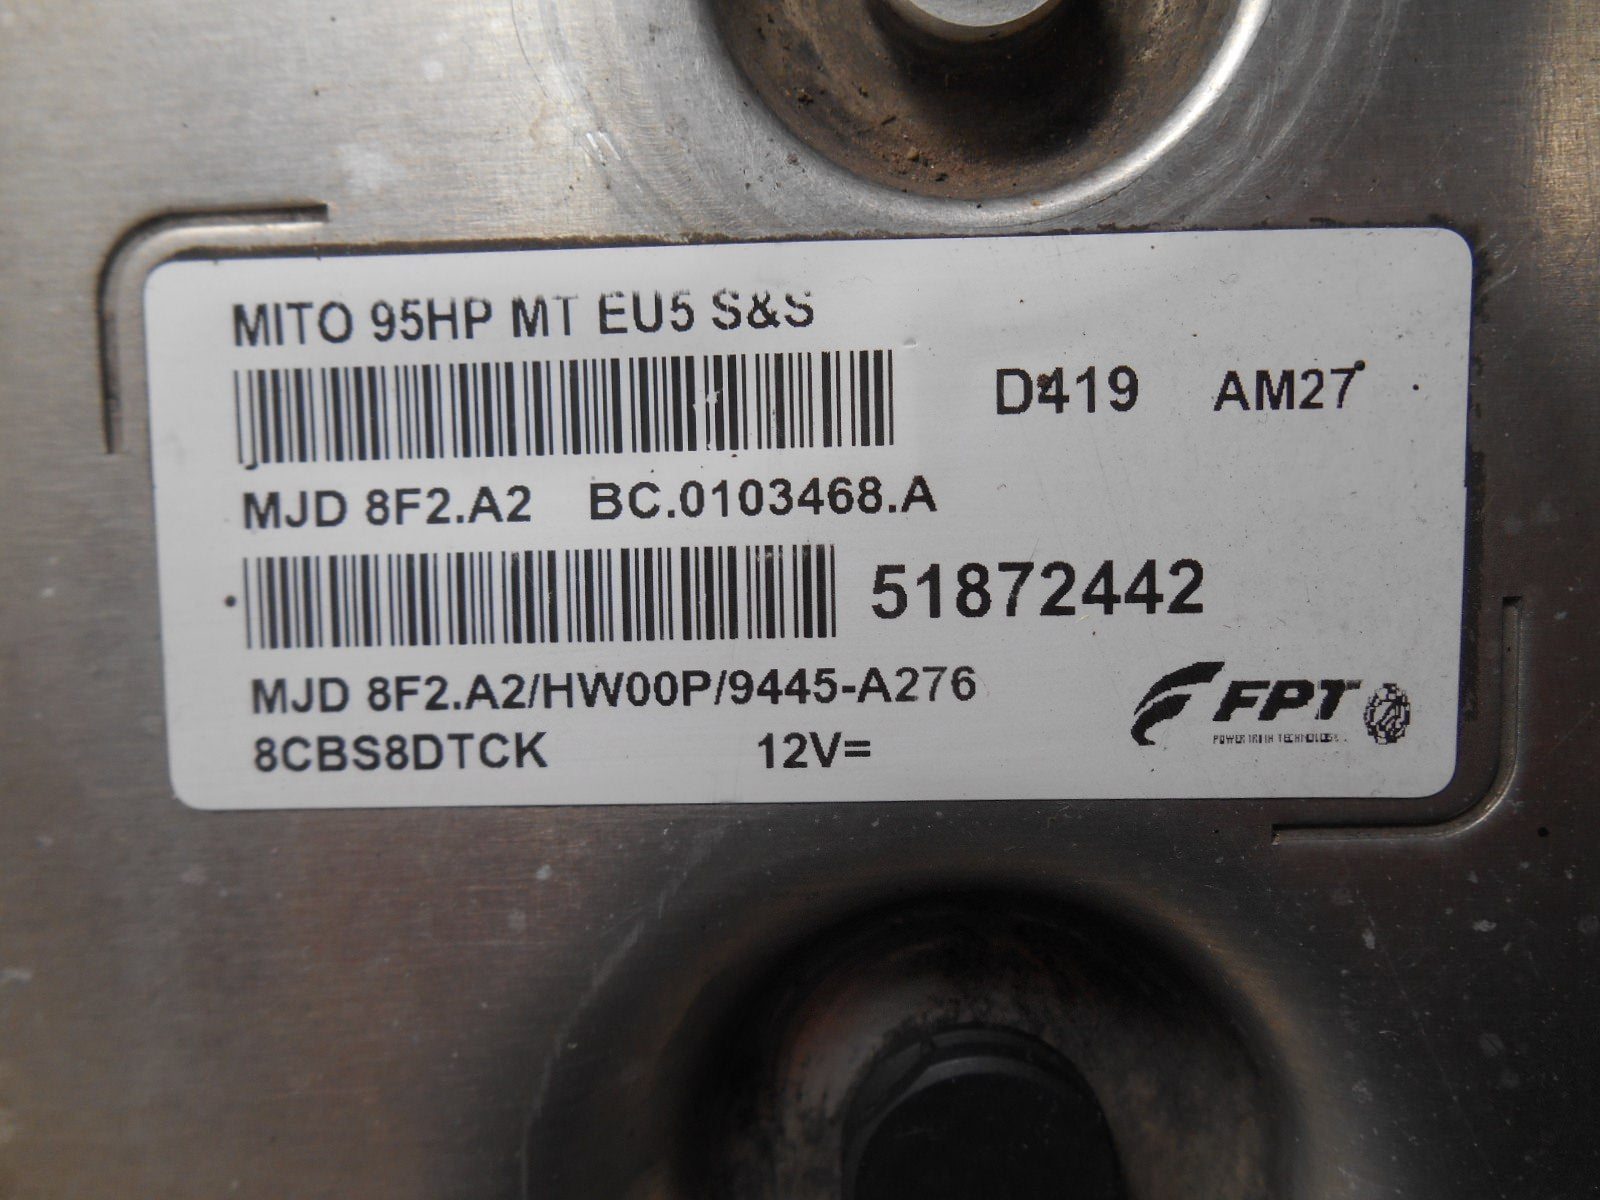 MITO 95HP MT EU5 S&S
D419 AM27
MJD 8F2.A2 BC.0103468.A
51872442
MJD 8F2.A2/HW00P/9445-A276
8CBS8DTCK 12V=
FPT